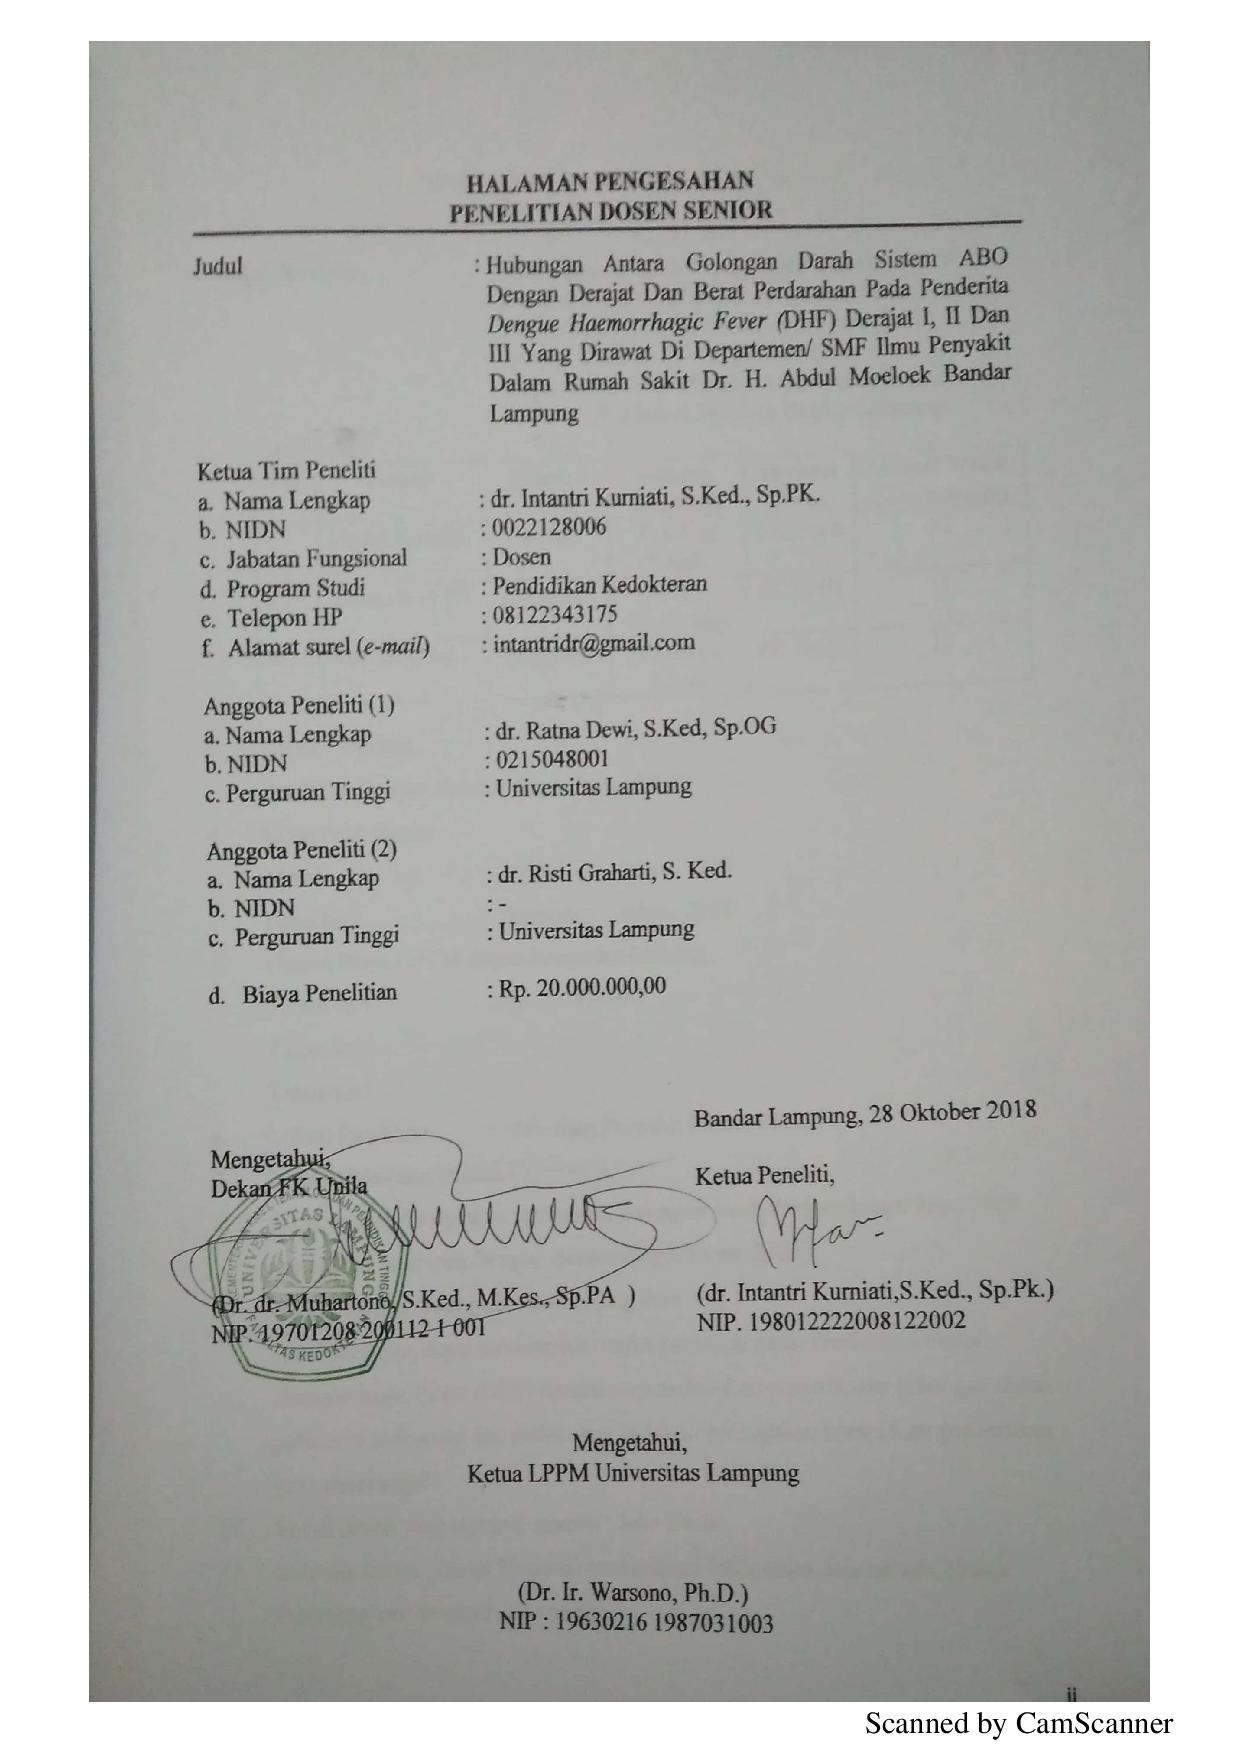 HALAMAN PENGESAHAN
PENELITIAN DOSEN SENIOR
Judul : Hubungan Antara Golongan Darah Sistem ABO
Dengan Derajat Dan Berat Perdarahan Pada Penderita
Dengue Haemorrhagic Fever (DHF) Derajat I, II Dan
III Yang Dirawat Di Departemen/ SMF Ilmu Penyakit
Dalam Rumah Sakit Dr. H. Abdul Moeloek Bandar
Lampung
Ketua Tim Peneliti
a. Nama Lengkap : dr. Intantri Kurniati, S.Ked., Sp.PK.
b. NIDN : 0022128006
c. Jabatan Fungsional : Dosen
d. Program Studi : Pendidikan Kedokteran
e. Telepon HP : 08122343175
f. Alamat surel (e-mail) : intantridr@gmail.com
Anggota Peneliti (1)
a. Nama Lengkap : dr. Ratna Dewi, S.Ked, Sp.OG
b. NIDN : 0215048001
c. Perguruan Tinggi : Universitas Lampung
Anggota Peneliti (2)
a. Nama Lengkap : dr. Risti Graharti, S. Ked.
b. NIDN : -
c. Perguruan Tinggi : Universitas Lampung
d. Biaya Penelitian : Rp. 20.000.000,00
Bandar Lampung, 28 Oktober 2018
Mengetahui,
Dekan FK Unila
Ketua Peneliti,
UNIVERSITAS LAMPUNG
FAKULTAS KEDOKTERAN
(Dr. dr. Muhartono, S.Ked., M.Kes., Sp.PA )
NIP. 19701208 200112 1 001
(dr. Intantri Kurniati,S.Ked., Sp.Pk.)
NIP. 198012222008122002
Mengetahui,
Ketua LPPM Universitas Lampung
(Dr. Ir. Warsono, Ph.D.)
NIP : 19630216 1987031003
ii
Scanned by CamScanner